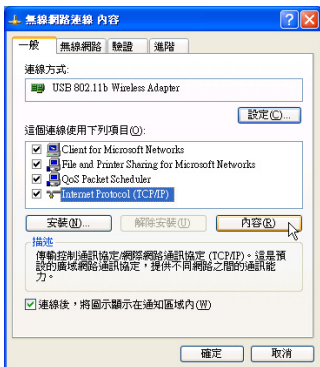 無線網路連線 內容
一般 無線網路 驗證 進階
連線方式:
USB 802.11b Wireless Adapter
設定(C)...
這個連線使用下列項目(O):
Client for Microsoft Networks
File and Printer Sharing for Microsoft Networks
QoS Packet Scheduler
Internet Protocol (TCP/IP)
安裝(N)... 解除安裝(U) 內容(R)
描述
傳輸控制通訊協定/網際網路通訊協定 (TCP/IP)。這是預
設的廣域網路通訊協定，提供不同網路之間的通訊能
力。
連線後，將圖示顯示在通知區域內(W)
確定 取消